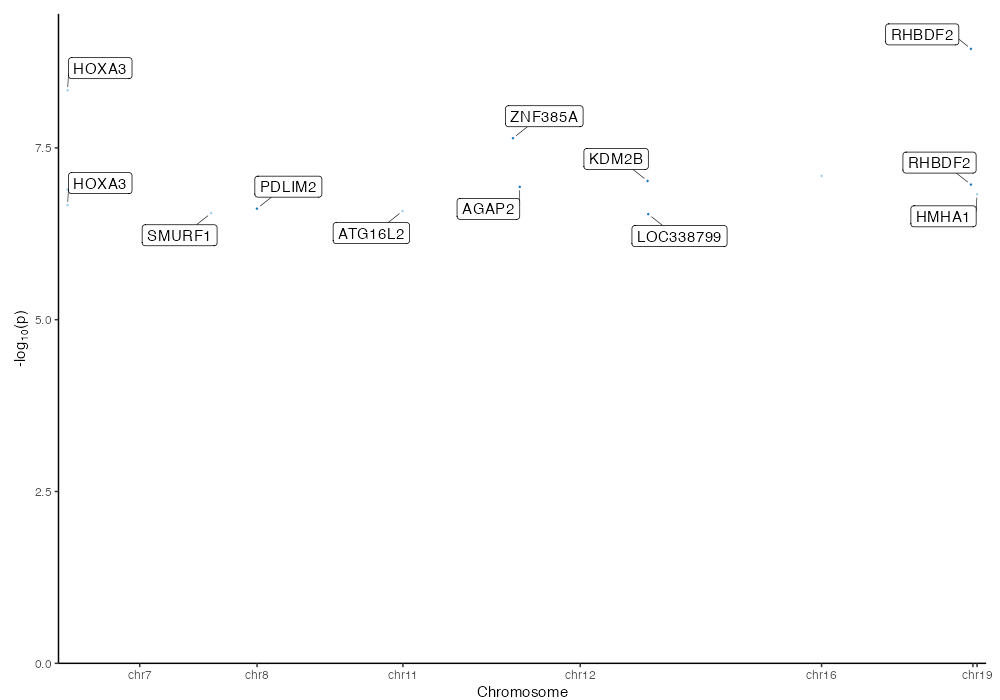 RHBDF2
HOXA3
ZNF385A
7.5
KDM2B
RHBDF2
HOXA3
PDLIM2
AGAP2
HMHA1
SMURF1
ATG16L2
LOC338799
5.0
-log10(p)
2.5
0.0
chr7 chr8 chr11 chr12 chr16 chr19
Chromosome